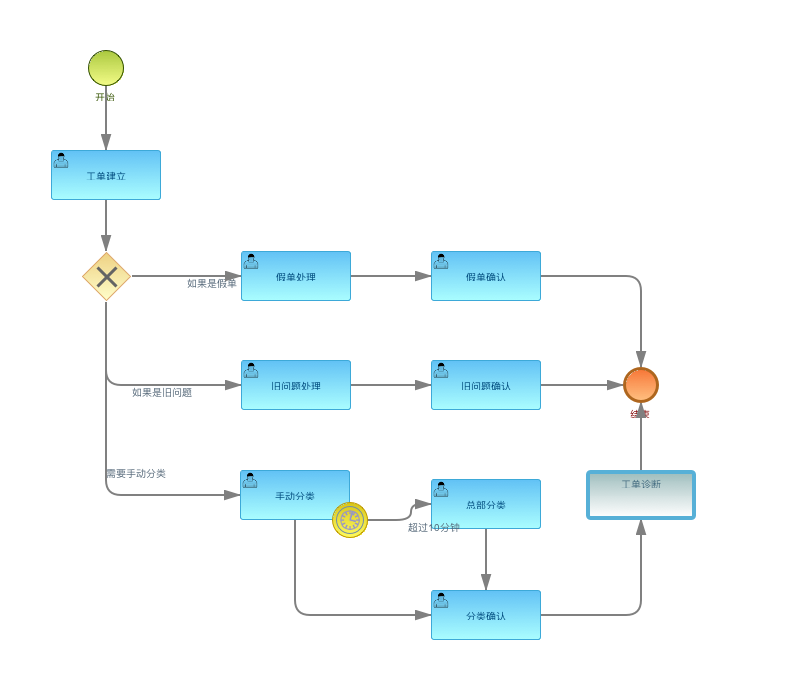 开始
工单建立
如果是假单
假单处理
假单确认
如果是旧问题
旧问题处理
旧问题确认
结束
需要手动分类
手动分类
超过10分钟
总部分类
工单诊断
分类确认